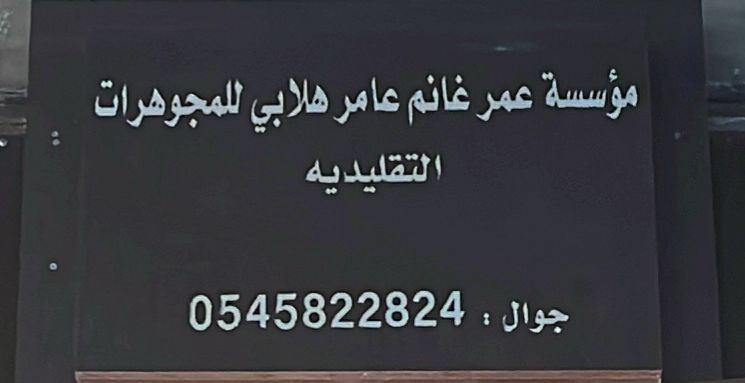 مؤسسة عمر غانم عامر هلابي للمجوهرات
التقليديه
جوال : 0545822824